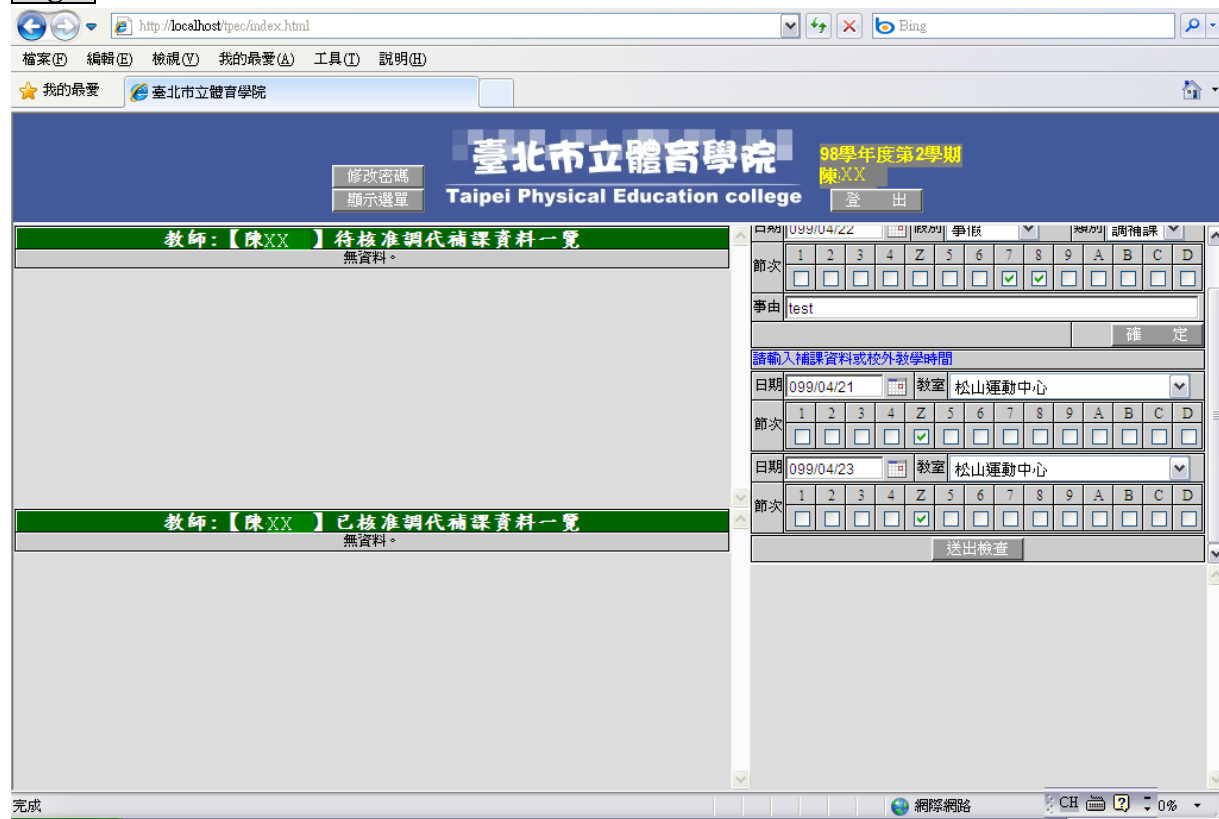 http://localhost/tpec/index.html
Bing
檔案(F) 編輯(E) 檢視(V) 我的最愛(A) 工具(T) 說明(H)
我的最愛
臺北市立體育學院
修改密碼
顯示選單
臺北市立體育學院
Taipei Physical Education college
98學年度第2學期
陳XX
登 出
教師:【陳XX 】待核准調代補課資料一覽
無資料。
教師:【陳XX 】已核准調代補課資料一覽
無資料。
日期 099/04/22 假別 事假 類別 調補課
節次 1 2 3 4 Z 5 6 7 8 9 A B C D
事由 test
確 定
請輸入補課資料或校外教學時間
日期 099/04/21 教室 松山運動中心
節次 1 2 3 4 Z 5 6 7 8 9 A B C D
日期 099/04/23 教室 松山運動中心
節次 1 2 3 4 Z 5 6 7 8 9 A B C D
送出檢查
完成
網際網路
CH
0%